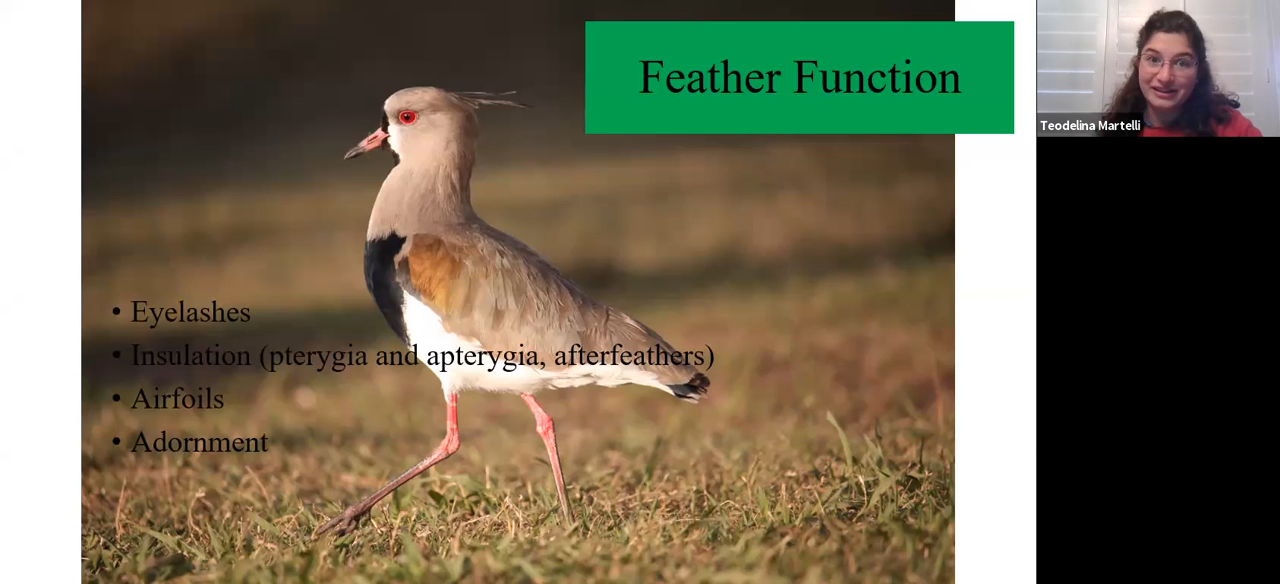 Feather Function
Teodelina Martelli
• Eyelashes
• Insulation (pterygia and apterygia, afterfeathers)
• Airfoils
• Adornment